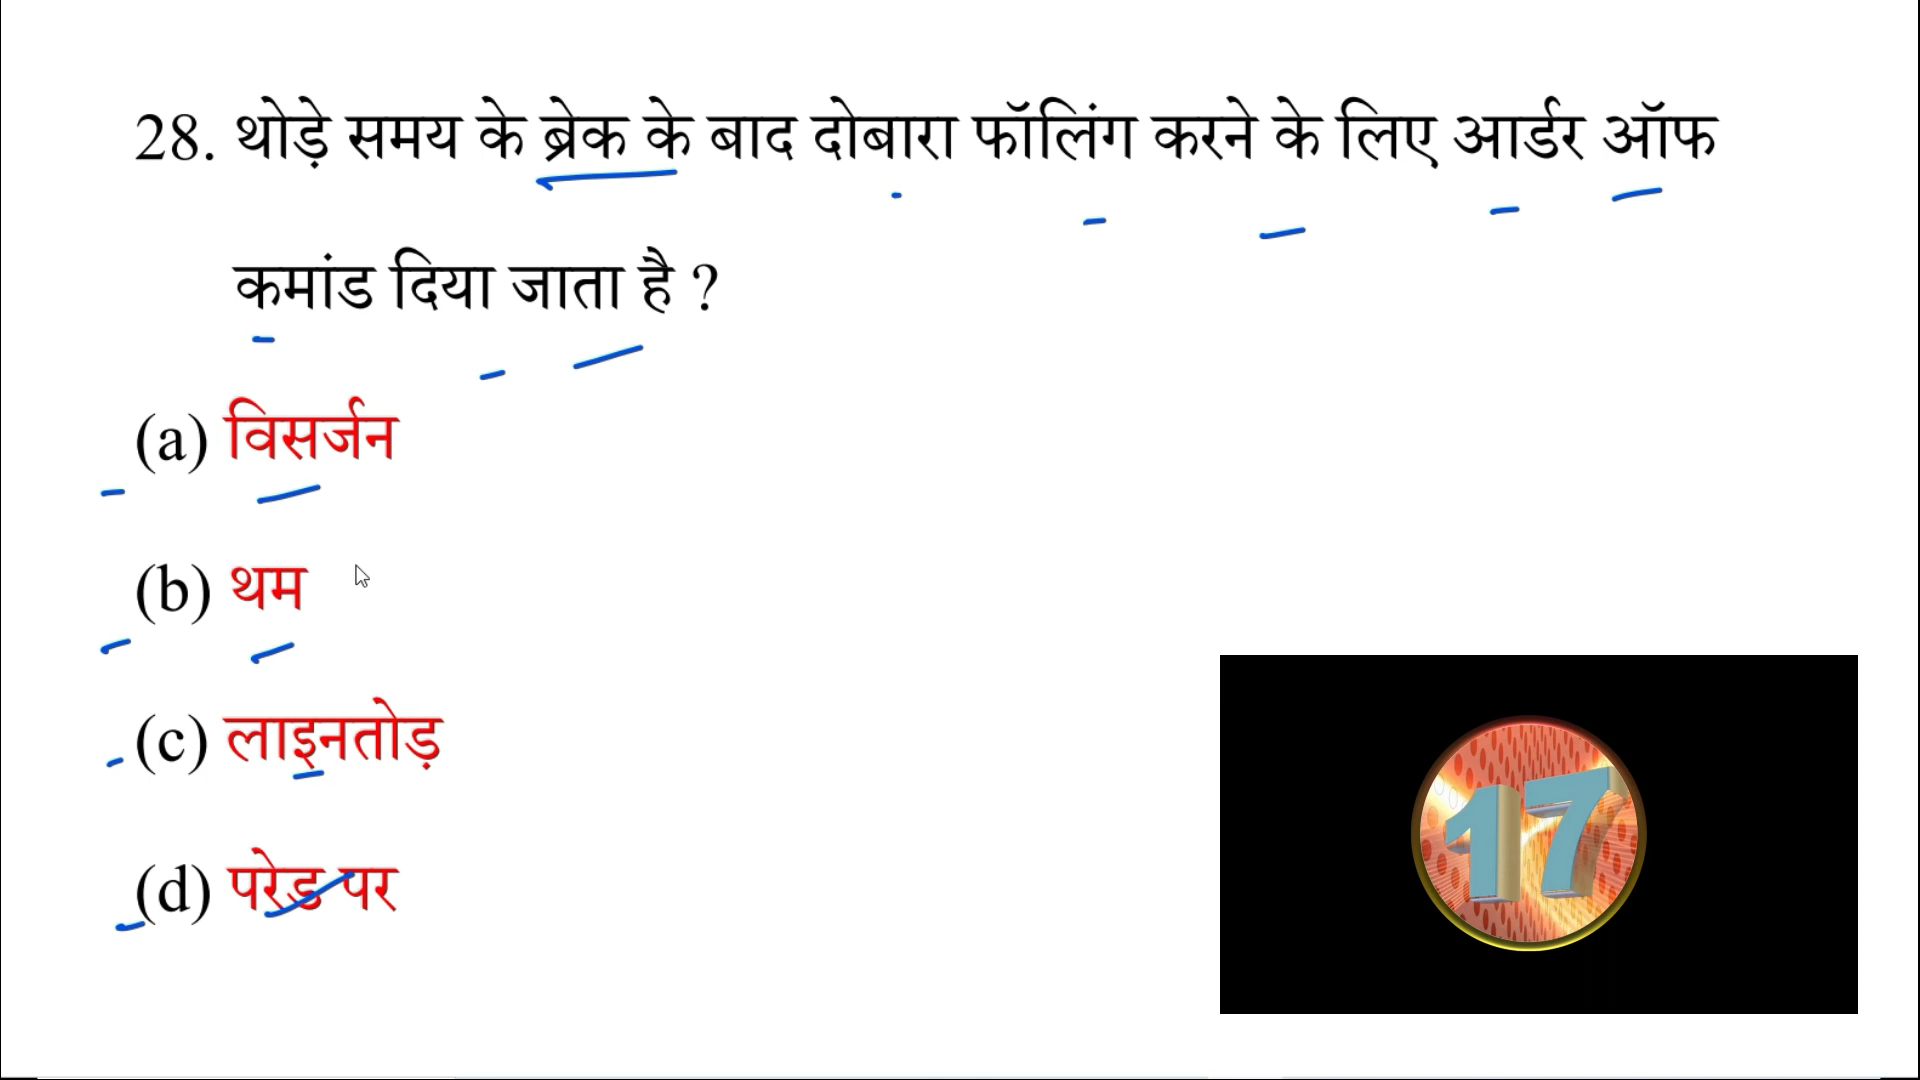 28. थोड़े समय के ब्रेक के बाद दोबारा फॉलिंग करने के लिए आर्डर ऑफ
कमांड दिया जाता है ?
(a) विसर्जन
(b) थम
(c) लाइनतोड़
(d) परेड पर
17